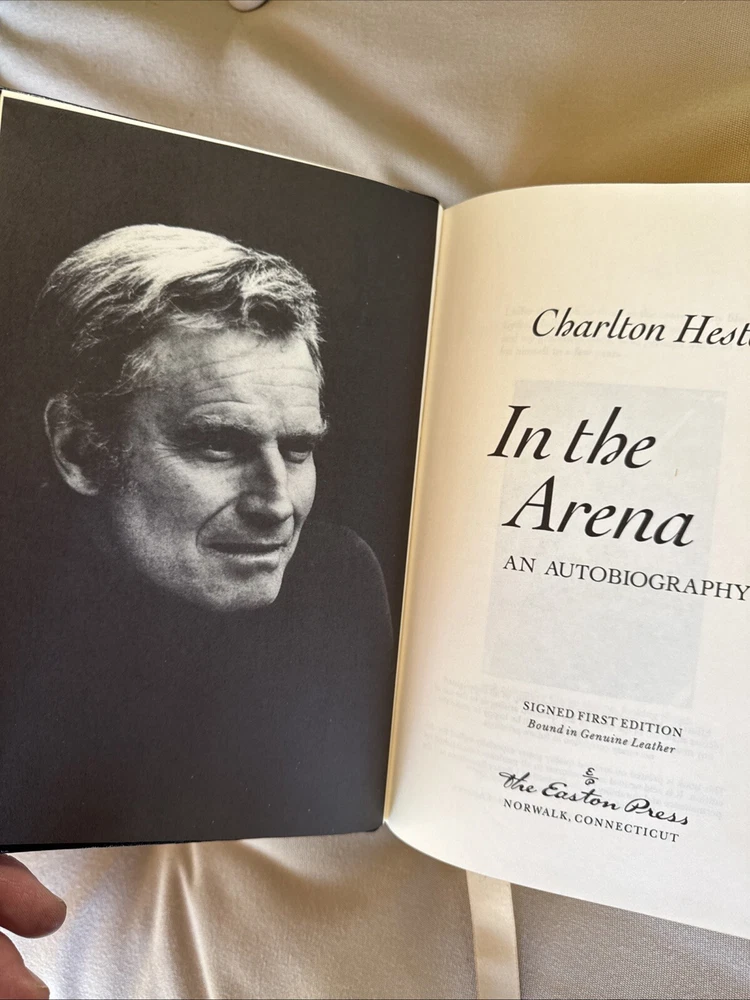 Charlton Hest
In the
Arena
AN AUTOBIOGRAPHY
SIGNED FIRST EDITION
Bound in Genuine Leather
E
P
The Easton Press
NORWALK, CONNECTICUT